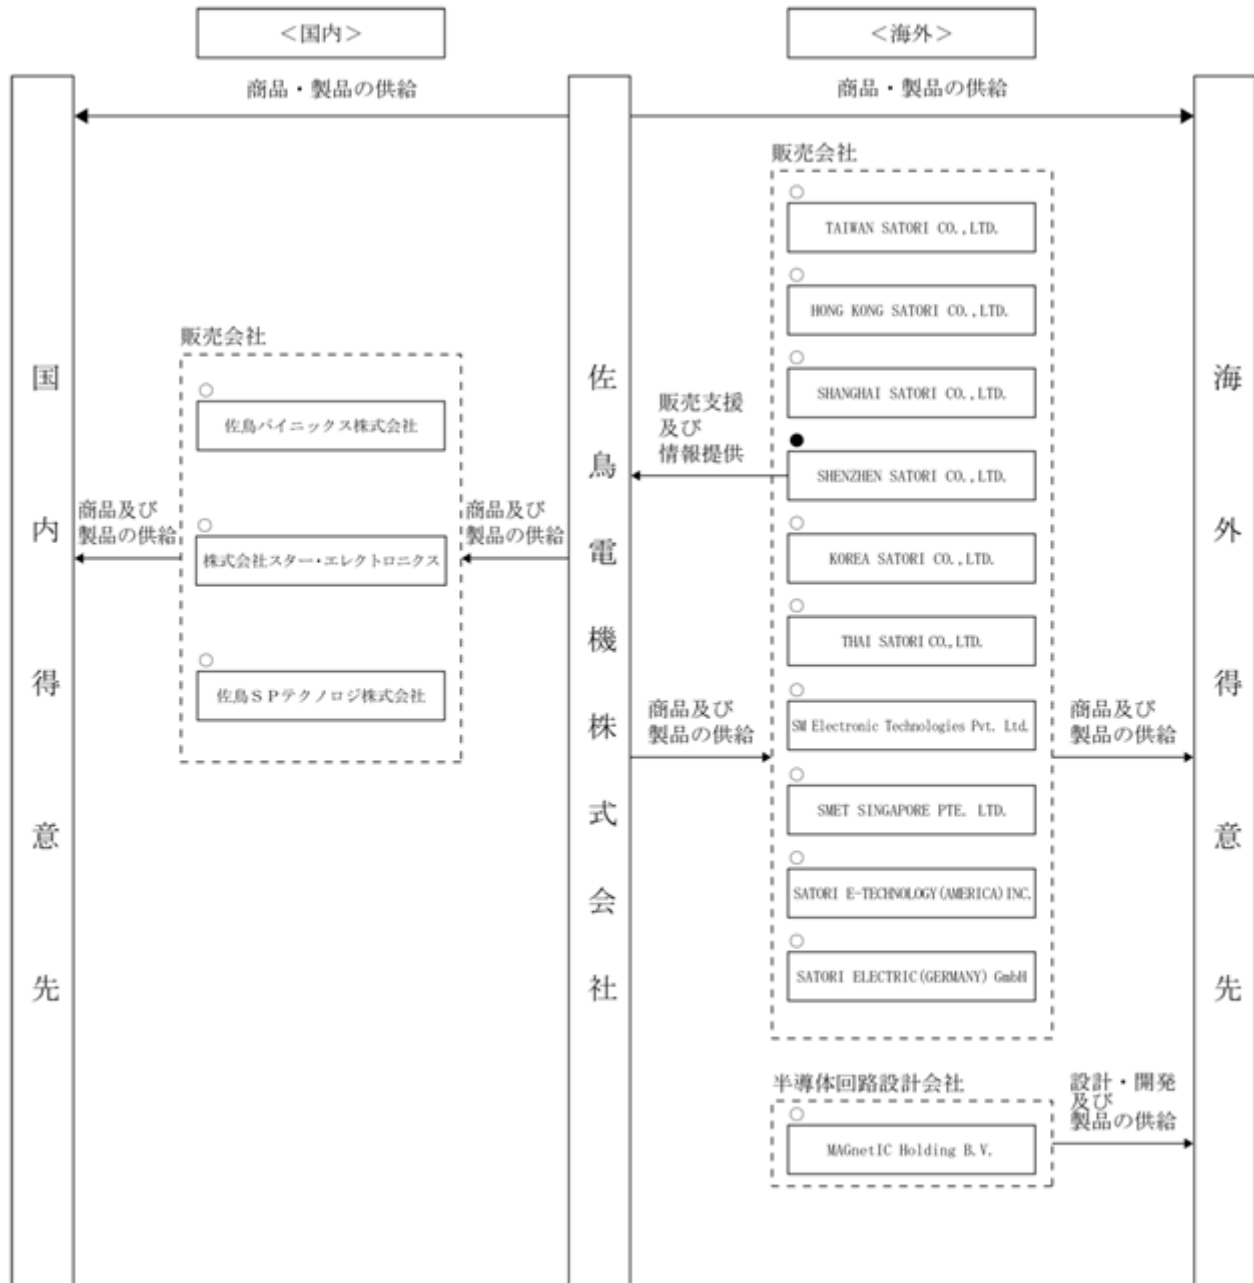 <国内>
<海外>
商品・製品の供給
商品・製品の供給
国内得意先
販売会社
○
佐鳥パイニックス株式会社
○
株式会社スター・エレクトロニクス
○
佐鳥SPテクノロジ株式会社
商品及び
製品の供給
商品及び
製品の供給
佐鳥電機株式会社
販売支援
及び
情報提供
商品及び
製品の供給
販売会社
○
TAIWAN SATORI CO.,LTD.
○
HONG KONG SATORI CO.,LTD.
○
SHANGHAI SATORI CO.,LTD.
●
SHENZHEN SATORI CO.,LTD.
○
KOREA SATORI CO.,LTD.
○
THAI SATORI CO.,LTD.
○
SM Electronic Technologies Pvt. Ltd.
○
SMET SINGAPORE PTE. LTD.
○
SATORI E-TECHNOLOGY(AMERICA)INC.
○
SATORI ELECTRIC(GERMANY) GmbH
商品及び
製品の供給
半導体回路設計会社
○
MAGnetIC Holding B.V.
設計・開発
及び
製品の供給
海外得意先